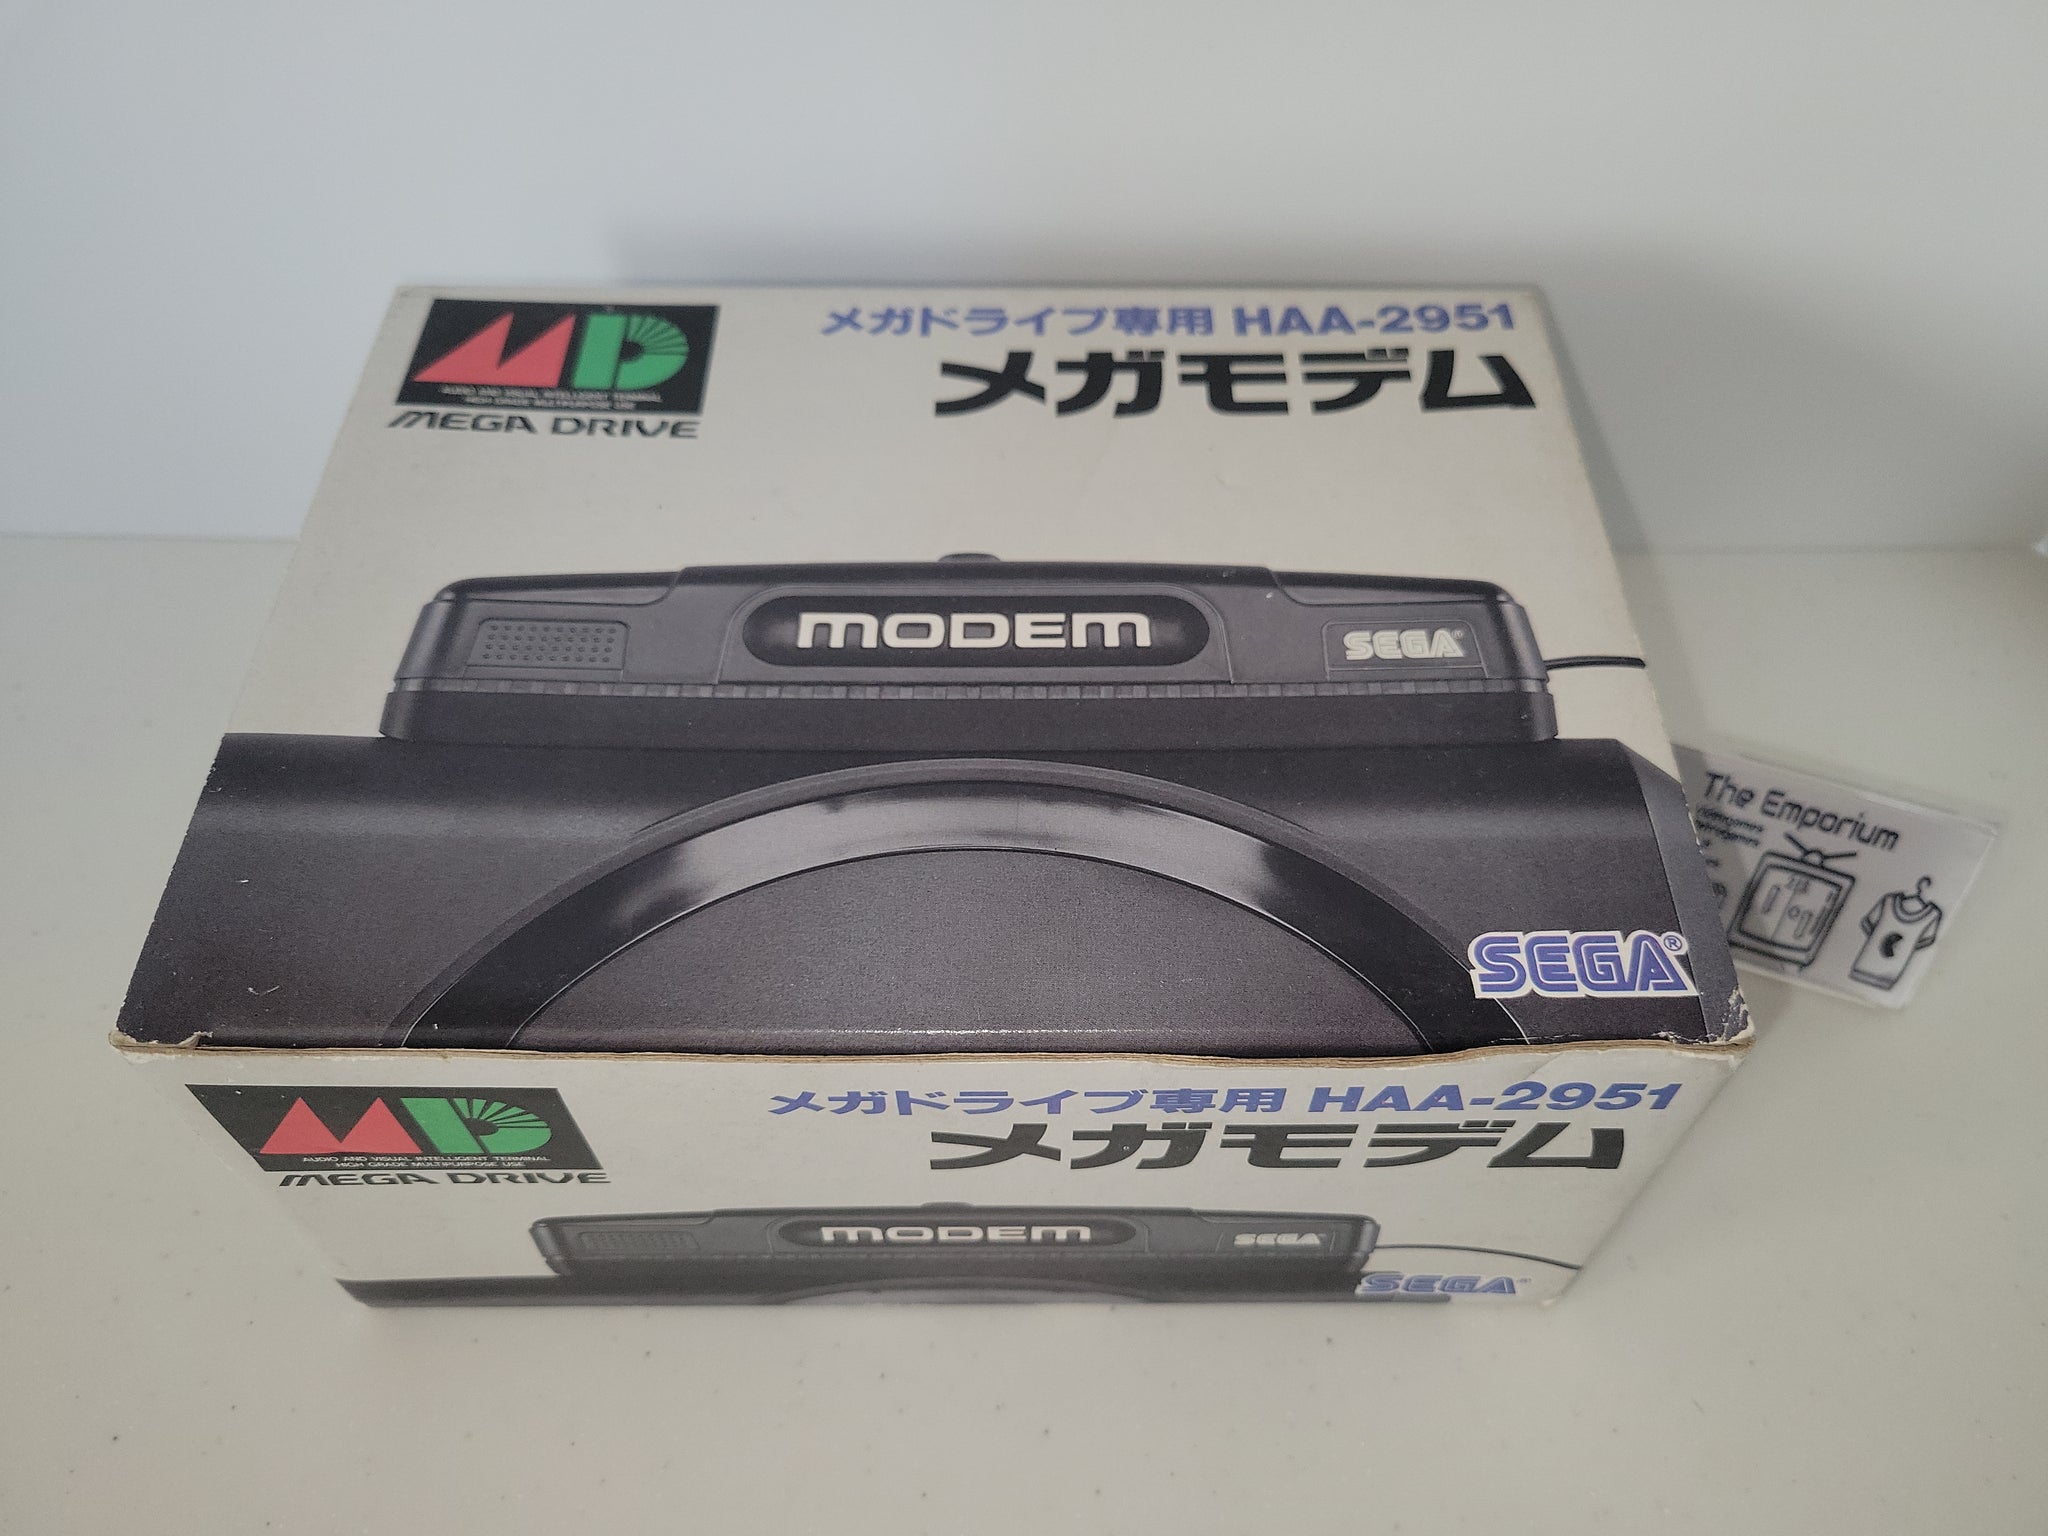 メガドライブ専用 HAA-2951
メガモデム
AUDIO AND VISUAL INTELLIGENT TERMINAL
HIGH GRADE MULTIPURPOSE USE
MEGA DRIVE
MODEM
SEGA®
SEGA®
The Emporium
メガドライブ専用 HAA-2951
メガモデム
AUDIO AND VISUAL INTELLIGENT TERMINAL
HIGH GRADE MULTIPURPOSE USE
MEGA DRIVE
MODEM
SEGA
SEGA®